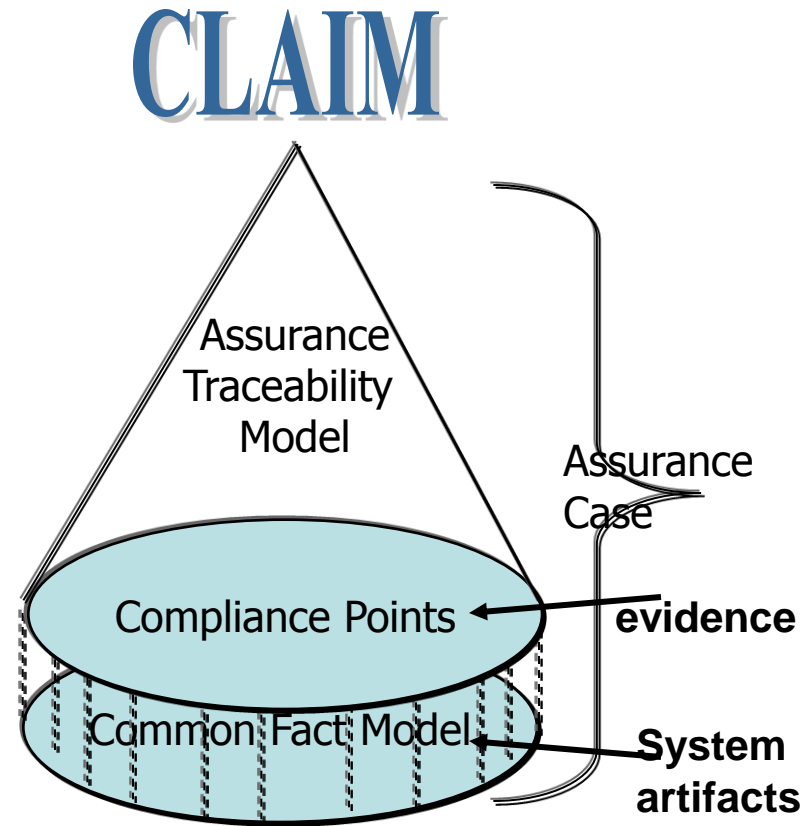 CLAIM
Assurance
Traceability
Model
Assurance
Case
Compliance Points
evidence
Common Fact Model
System
artifacts